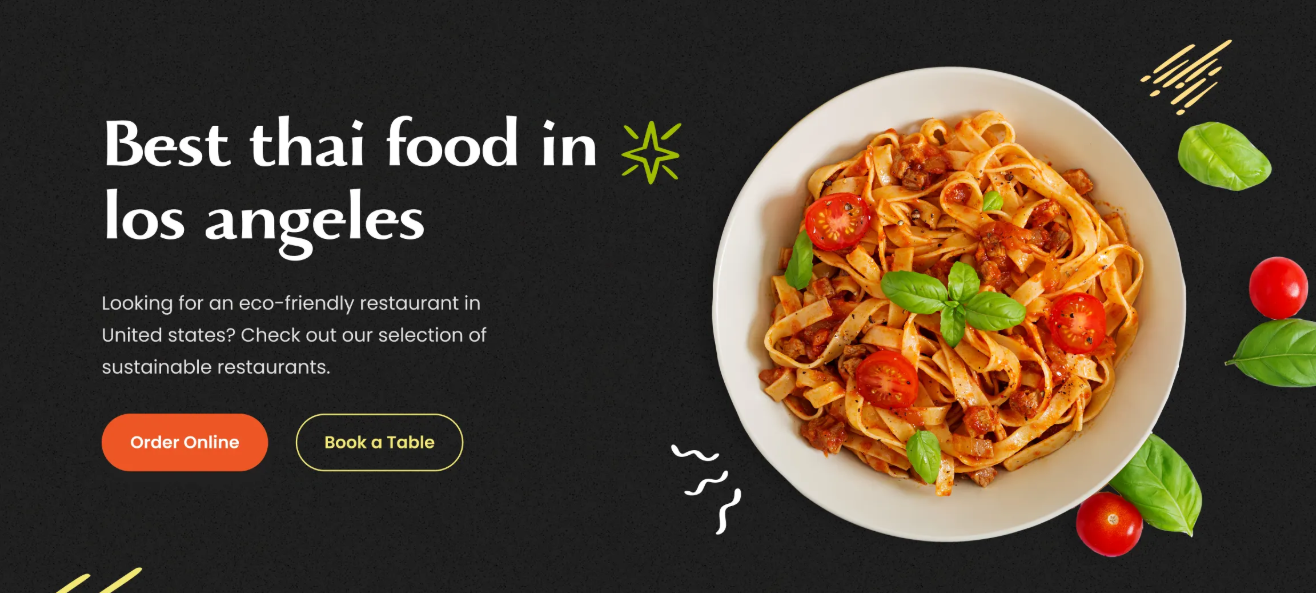 Best thai food in
los angeles
Looking for an eco-friendly restaurant in
United states? Check out our selection of
sustainable restaurants.
Order Online
Book a Table